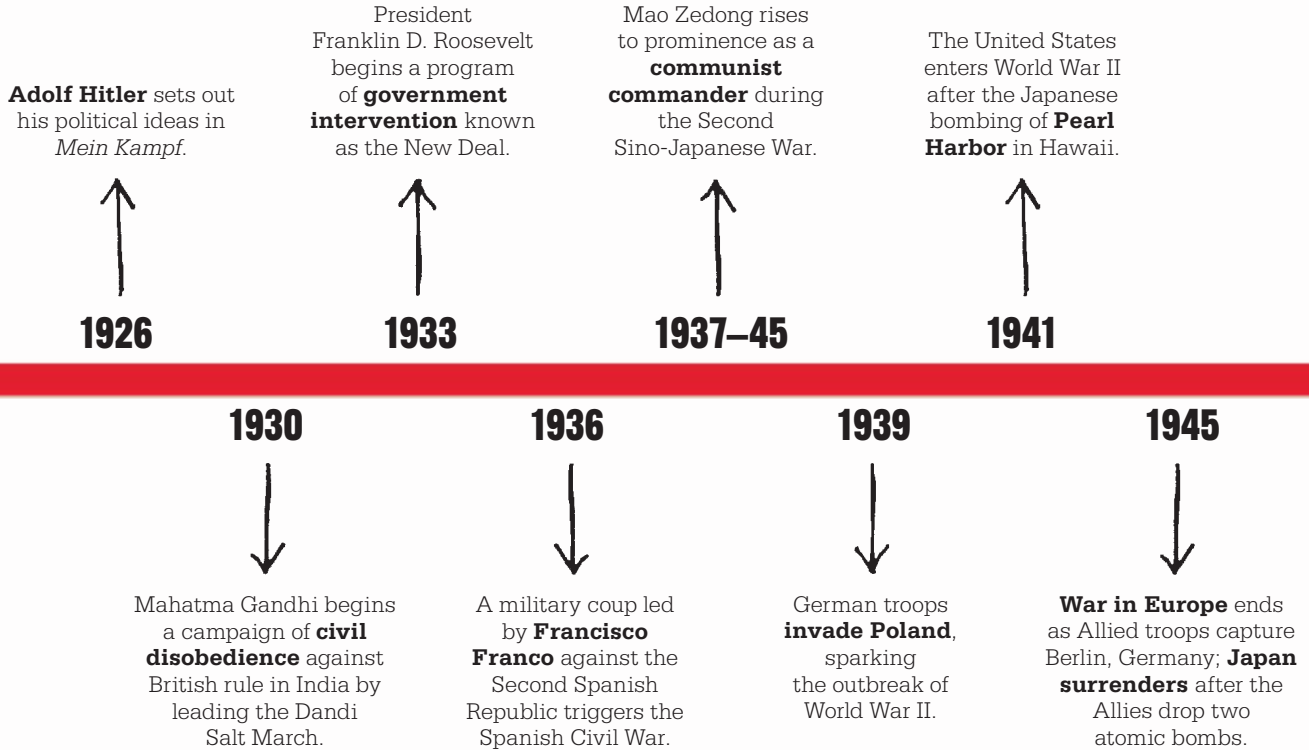 Adolf Hitler sets out
his political ideas in
Mein Kampf.
1926
President
Franklin D. Roosevelt
begins a program
of government
intervention known
as the New Deal.
1933
Mao Zedong rises
to prominence as a
communist
commander during
the Second
Sino-Japanese War.
1937–45
The United States
enters World War II
after the Japanese
bombing of Pearl
Harbor in Hawaii.
1941
1930
Mahatma Gandhi begins
a campaign of civil
disobedience against
British rule in India by
leading the Dandi
Salt March.
1936
A military coup led
by Francisco
Franco against the
Second Spanish
Republic triggers the
Spanish Civil War.
1939
German troops
invade Poland,
sparking
the outbreak of
World War II.
1945
War in Europe ends
as Allied troops capture
Berlin, Germany; Japan
surrenders after the
Allies drop two
atomic bombs.